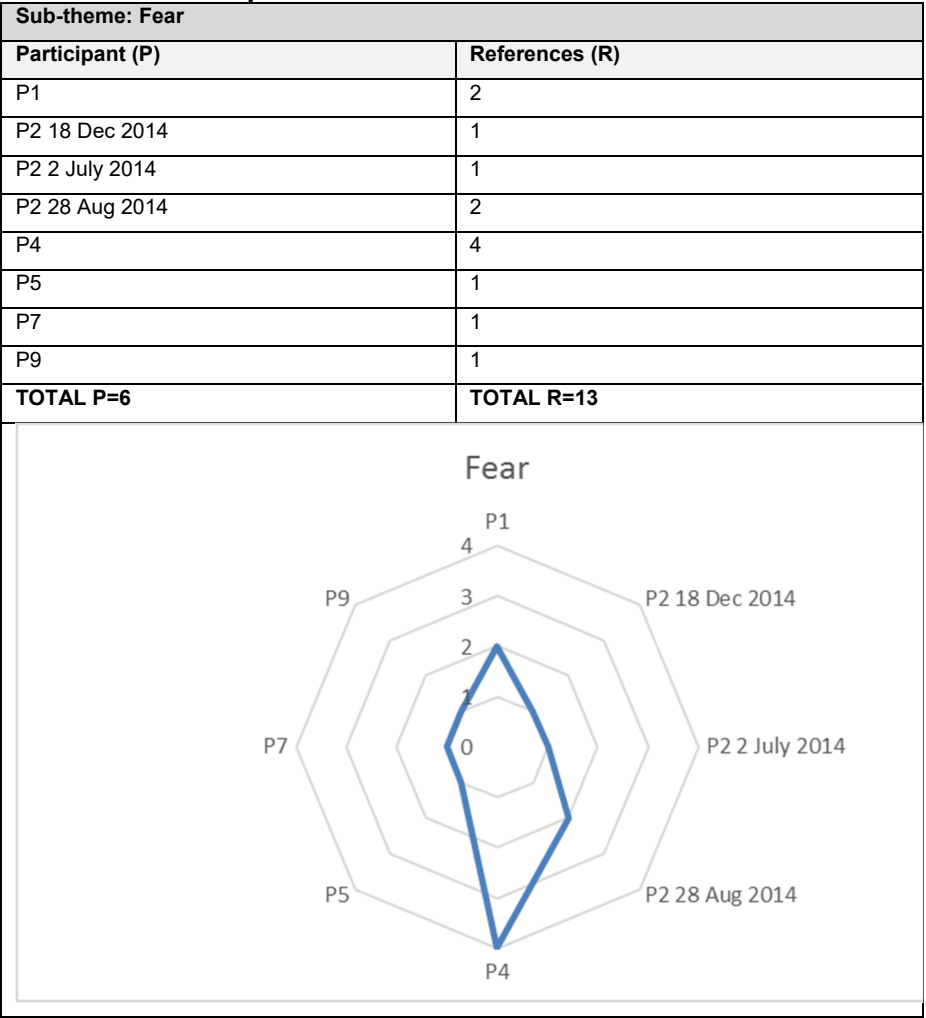 Sub-theme: Fear
Participant (P) References (R)
P1 2
P2 18 Dec 2014 1
P2 2 July 2014 1
P2 28 Aug 2014 2
P4 4
P5 1
P7 1
P9 1
TOTAL P=6 TOTAL R=13
Fear
P1
4
P9 3 P2 18 Dec 2014
2
1
P7 0 P2 2 July 2014
P5 P2 28 Aug 2014
P4